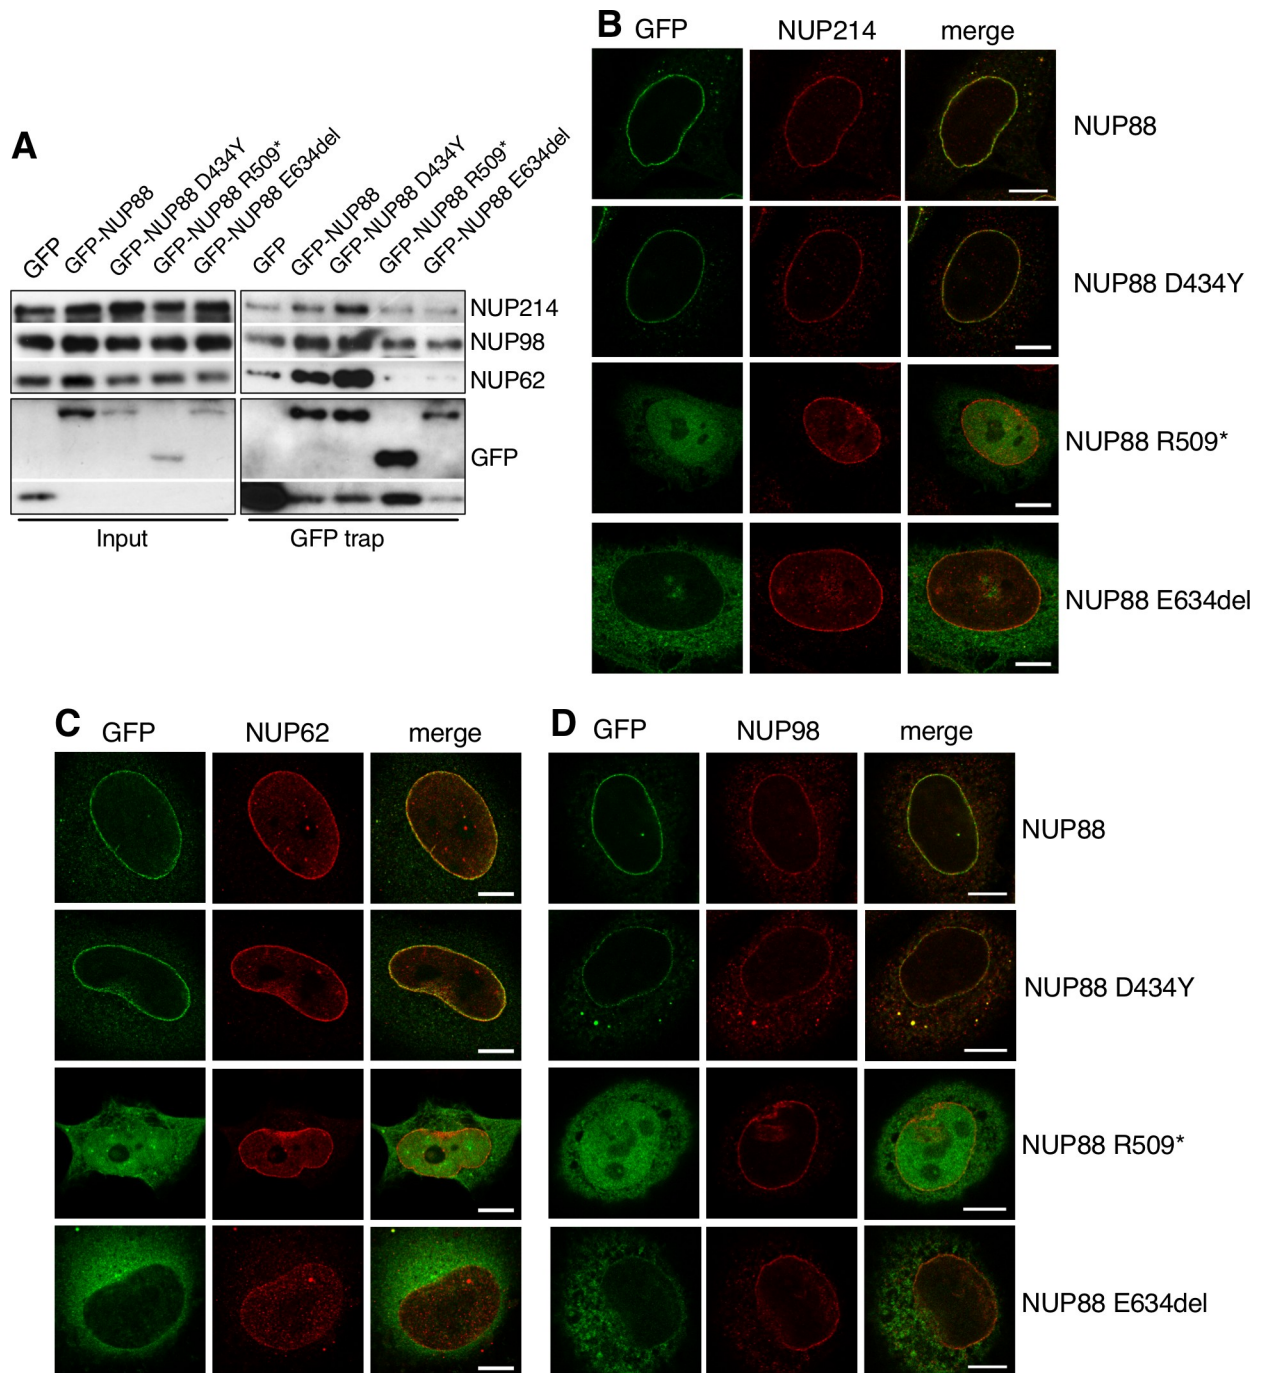 A
GFP
GFP-NUP88
GFP-NUP88 D434Y
GFP-NUP88 R509*
GFP-NUP88 E634del
GFP
GFP-NUP88
GFP-NUP88 D434Y
GFP-NUP88 R509*
GFP-NUP88 E634del
NUP214
NUP98
NUP62
GFP
Input
GFP trap
B
GFP
NUP214
merge
NUP88
NUP88 D434Y
NUP88 R509*
NUP88 E634del
C
GFP
NUP62
merge
D
GFP
NUP98
merge
NUP88
NUP88 D434Y
NUP88 R509*
NUP88 E634del